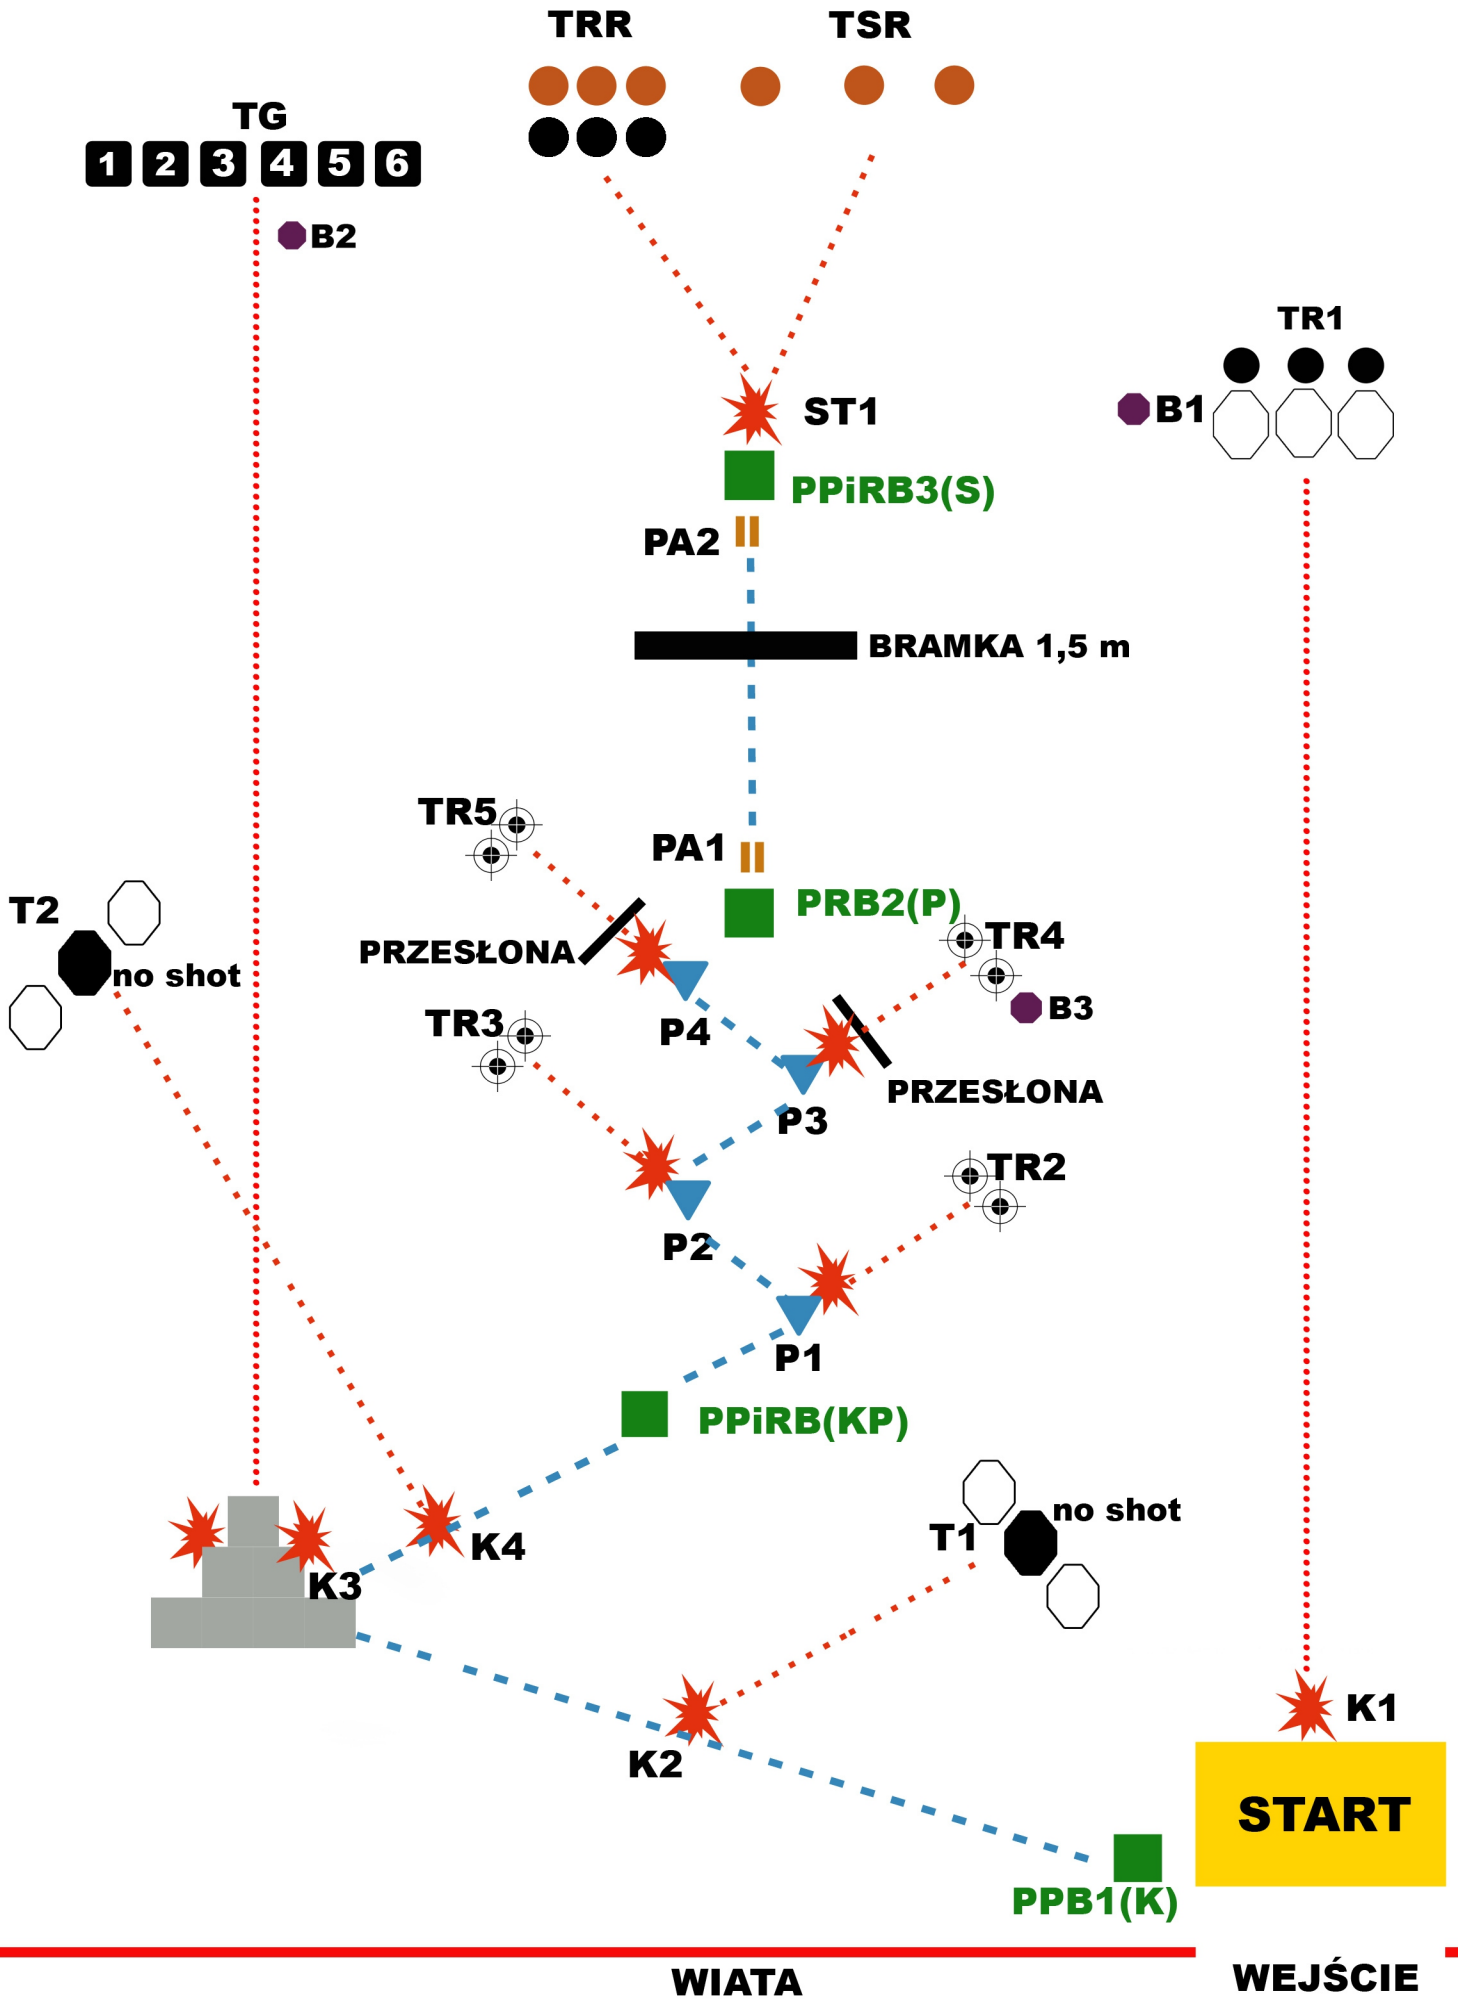 TRR
TSR
TG
1 2 3 4 5 6
B2
TR1
B1
ST1
PPiRB3(S)
PA2
BRAMKA 1,5 m
TR5
PA1
PRB2(P)
T2
no shot
PRZESŁONA
TR4
B3
TR3
P4
PRZESŁONA
P3
TR2
P2
P1
PPiRB(KP)
no shot
T1
K4
K3
K1
K2
START
PPB1(K)
WIATA
WEJŚCIE